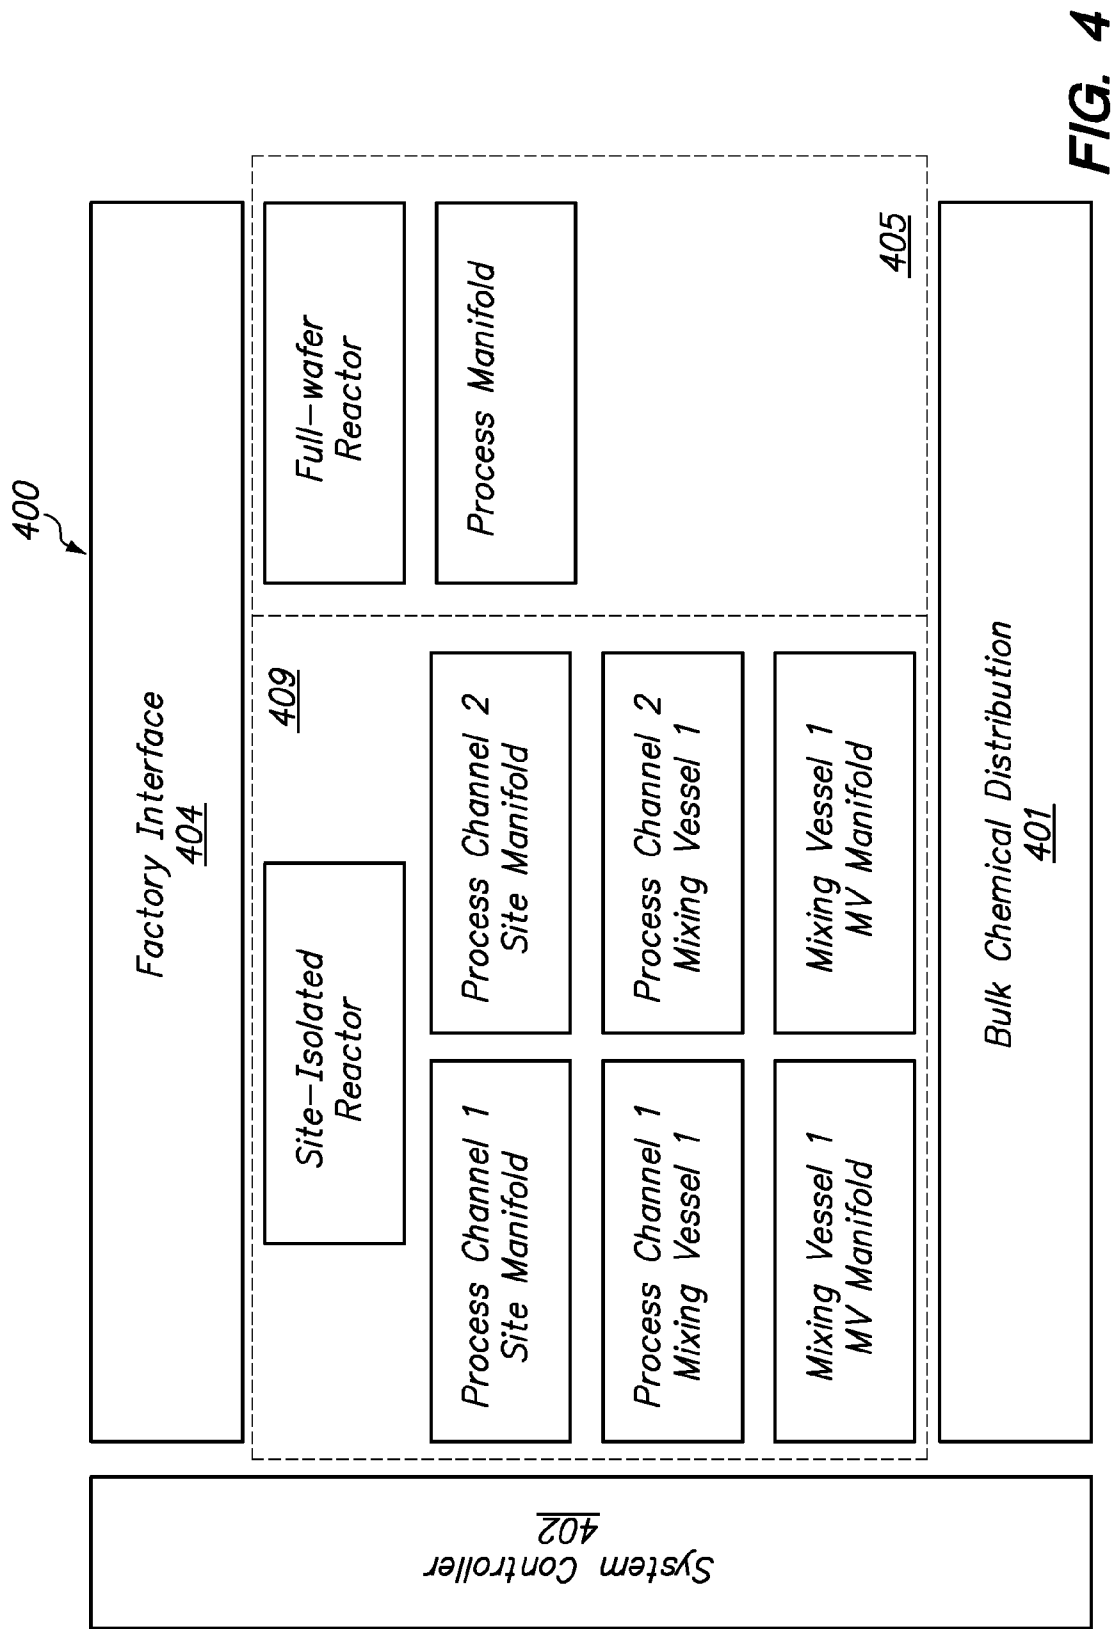 400
Factory Interface
404
409
Site-Isolated
Reactor
Full-wafer
Reactor
Process Channel 1
Site Manifold
Process Channel 2
Site Manifold
Process Manifold
Process Channel 1
Mixing Vessel 1
Process Channel 2
Mixing Vessel 1
Mixing Vessel 1
MV Manifold
Mixing Vessel 1
MV Manifold
405
Bulk Chemical Distribution
401
System Controller
402
FIG. 4